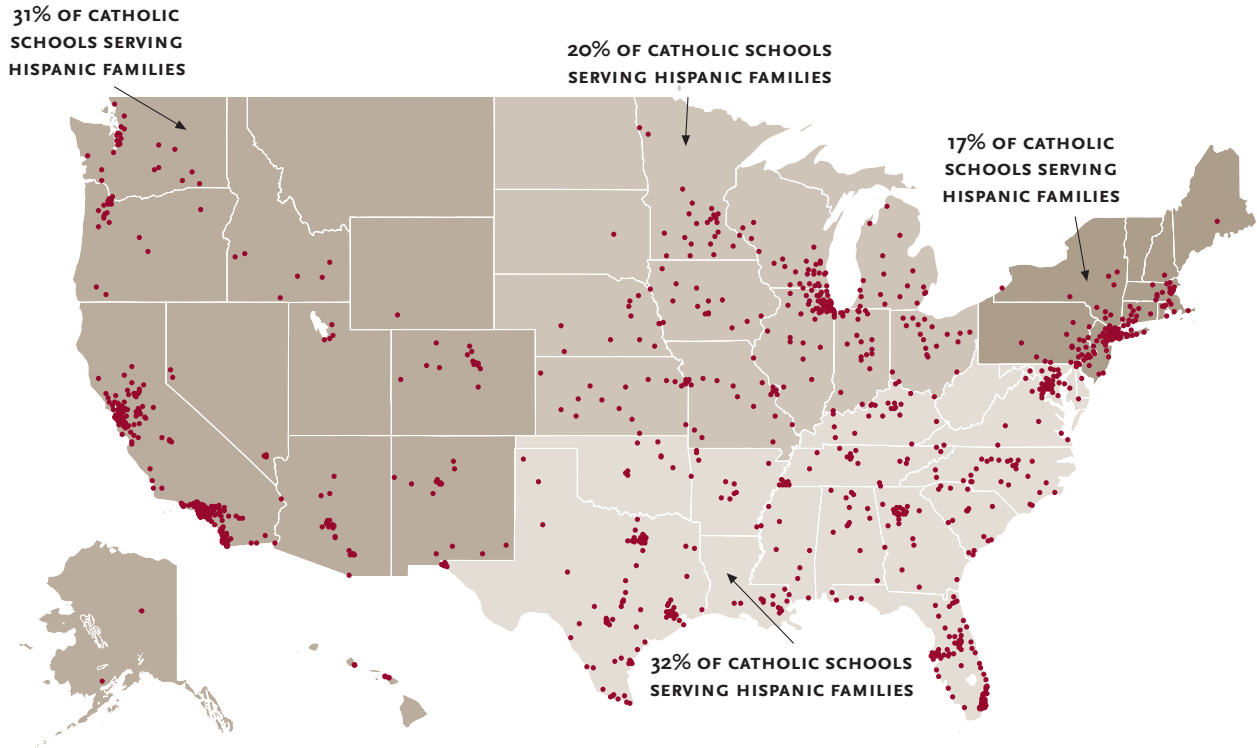 31% OF CATHOLIC
SCHOOLS SERVING
HISPANIC FAMILIES
20% OF CATHOLIC SCHOOLS
SERVING HISPANIC FAMILIES
17% OF CATHOLIC
SCHOOLS SERVING
HISPANIC FAMILIES
32% OF CATHOLIC SCHOOLS
SERVING HISPANIC FAMILIES